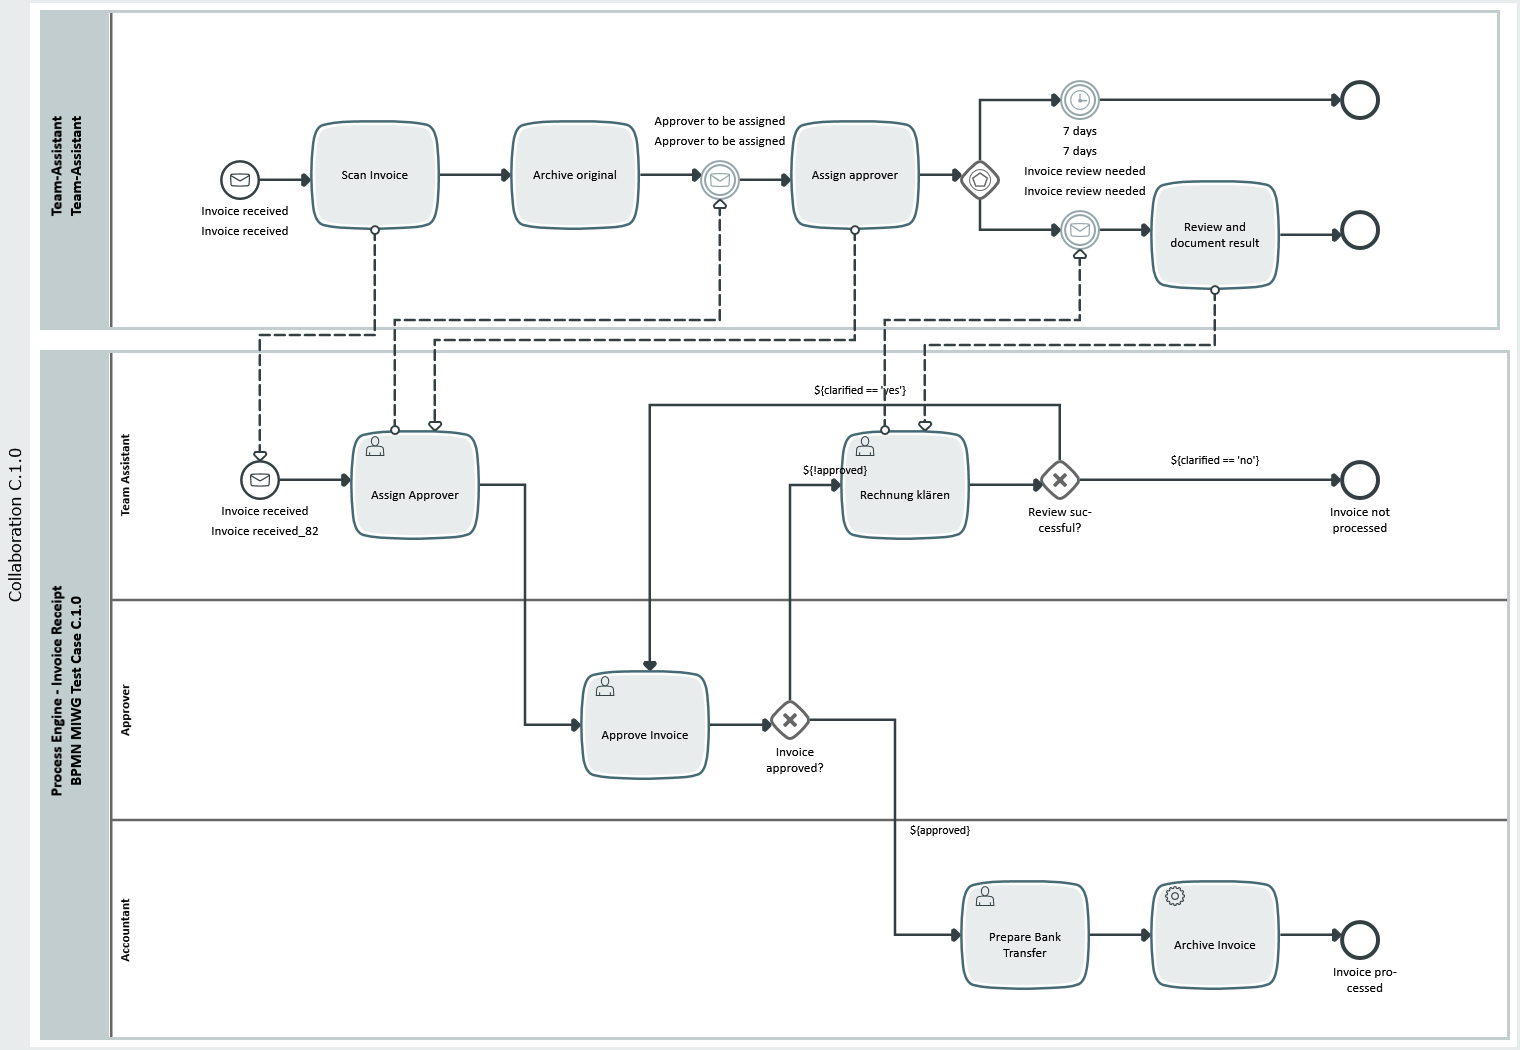 Collaboration C.1.0
Team-Assistant
Team-Assistant
Invoice received
Invoice received
Scan Invoice
Archive original
Approver to be assigned
Approver to be assigned
Assign approver
7 days
7 days
Invoice review needed
Invoice review needed
Review and
document result
Process Engine - Invoice Receipt
BPMN MIWG Test Case C.1.0
Team Assistant
Invoice received
Invoice received_82
Assign Approver
${clarified == 'yes'}
${!approved}
Rechnung klären
Review suc-
cessful?
${clarified == 'no'}
Invoice not
processed
Approver
Approve Invoice
Invoice
approved?
Accountant
${approved}
Prepare Bank
Transfer
Archive Invoice
Invoice pro-
cessed